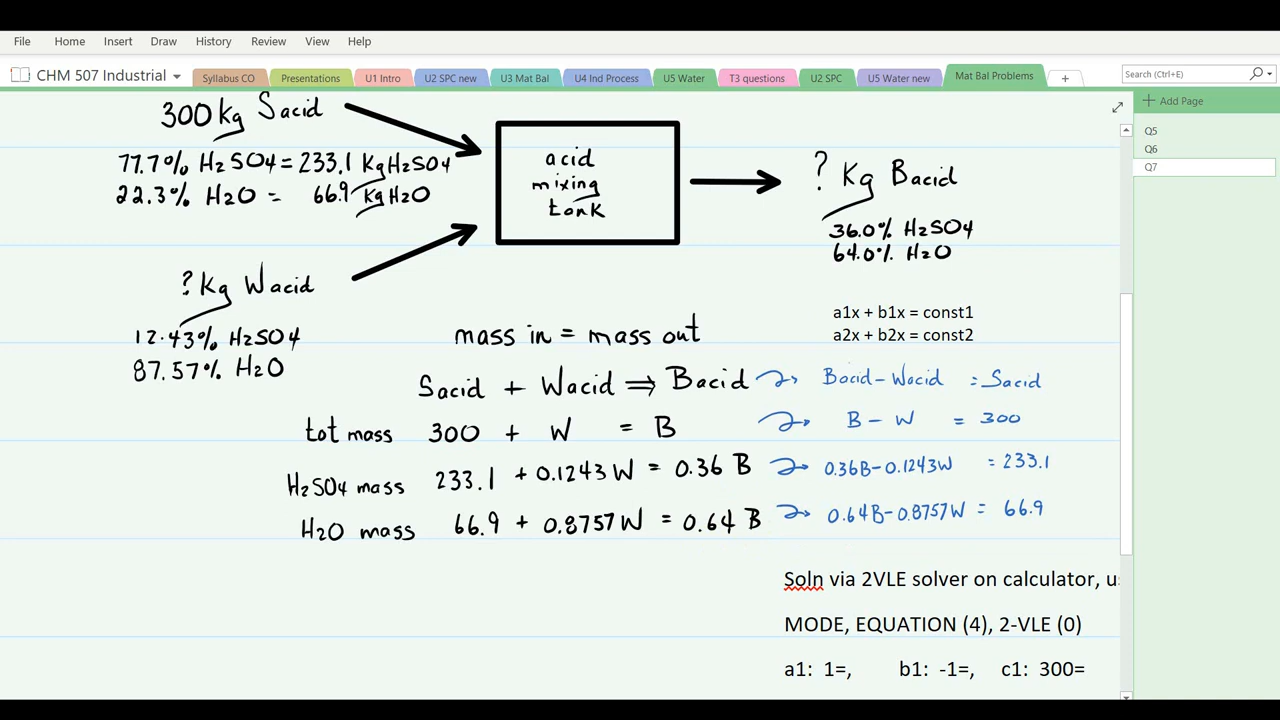 File Home Insert Draw History Review View Help
CHM 507 Industrial Syllabus CO Presentations U1 Intro U2 SPC new U3 Mat Bal U4 Ind Process U5 Water T3 questions U2 SPC U5 Water new Mat Bal Problems + Search (Ctrl+E)
Add Page
Q5
Q6
Q7
300 Kg Sacid
77.7% H2SO4 = 233.1 KgH2SO4
22.3% H2O = 66.9 KgH2O
acid
mixing
tank
? Kg Bacid
36.0% H2SO4
64.0% H2O
? Kg Wacid
12.43% H2SO4
87.57% H2O
a1x + b1x = const1
a2x + b2x = const2
mass in = mass out
Sacid + Wacid ⇒ Bacid → Bacid - Wacid = Sacid
tot mass 300 + W = B → B - W = 300
H2SO4 mass 233.1 + 0.1243 W = 0.36 B → 0.36B - 0.1243W = 233.1
H2O mass 66.9 + 0.8757W = 0.64 B → 0.64B - 0.8757W = 66.9
Soln via 2VLE solver on calculator, u
MODE, EQUATION (4), 2-VLE (0)
a1: 1=, b1: -1=, c1: 300=